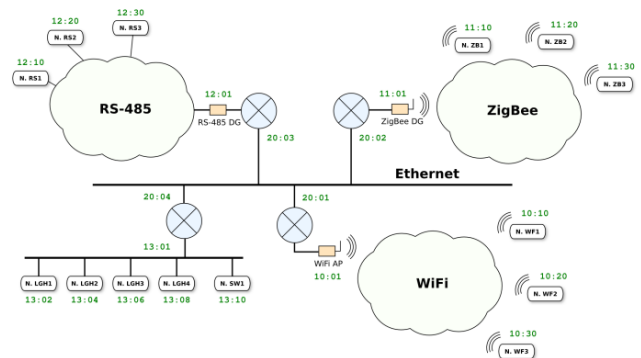 12:30
12:20
N. RS3
N. RS2
12:10
N. RS1
RS-485
12:01
RS-485 DG
20:03
11:10
N. ZB1
11:20
N. ZB2
11:30
N. ZB3
11:01
ZigBee DG
20:02
ZigBee
Ethernet
20:04
20:01
13:01
N. LGH1
N. LGH2
N. LGH3
N. LGH4
N. SW1
13:02
13:04
13:06
13:08
13:10
WiFi AP
10:01
WiFi
10:10
N. WF1
10:20
N. WF2
10:30
N. WF3